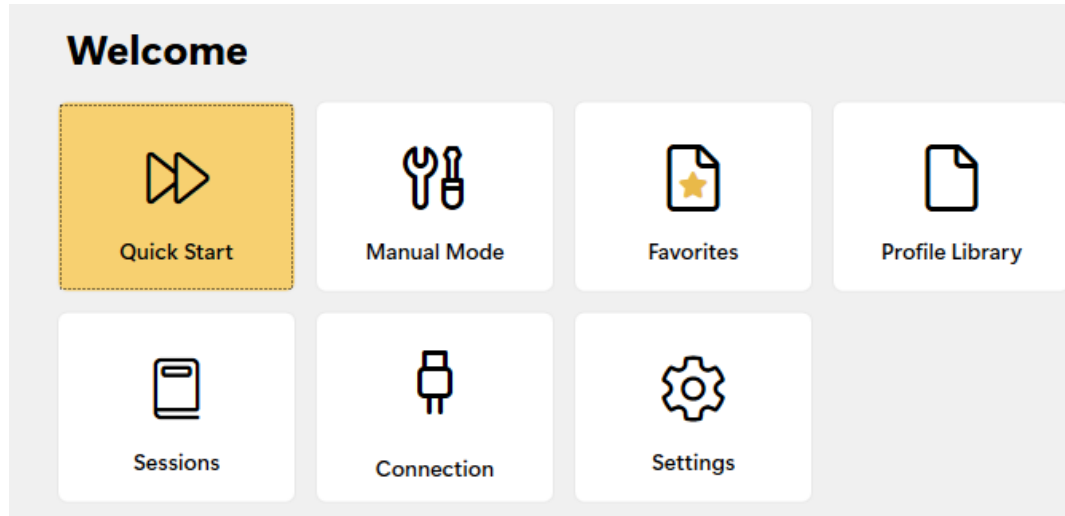 Welcome
Quick Start
Manual Mode
Favorites
Profile Library
Sessions
Connection
Settings